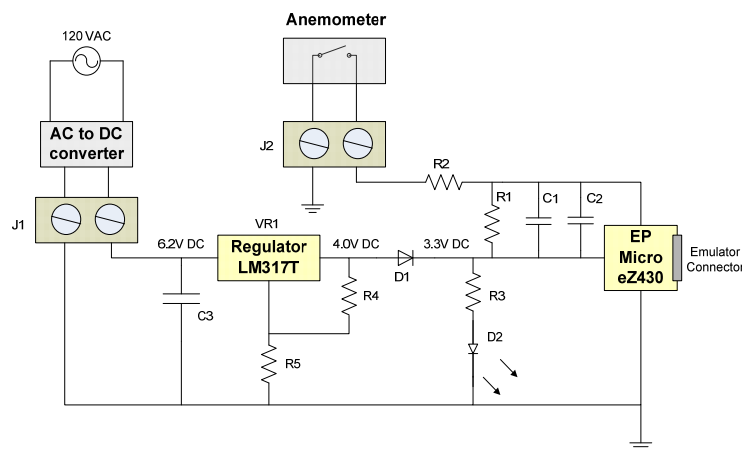 Anemometer
120 VAC
AC to DC
converter
J2
R2
J1
R1
C1
C2
VR1
6.2V DC
Regulator
LM317T
4.0V DC
3.3V DC
EP
Micro
eZ430
Emulator
Connector
D1
C3
R4
R3
D2
R5